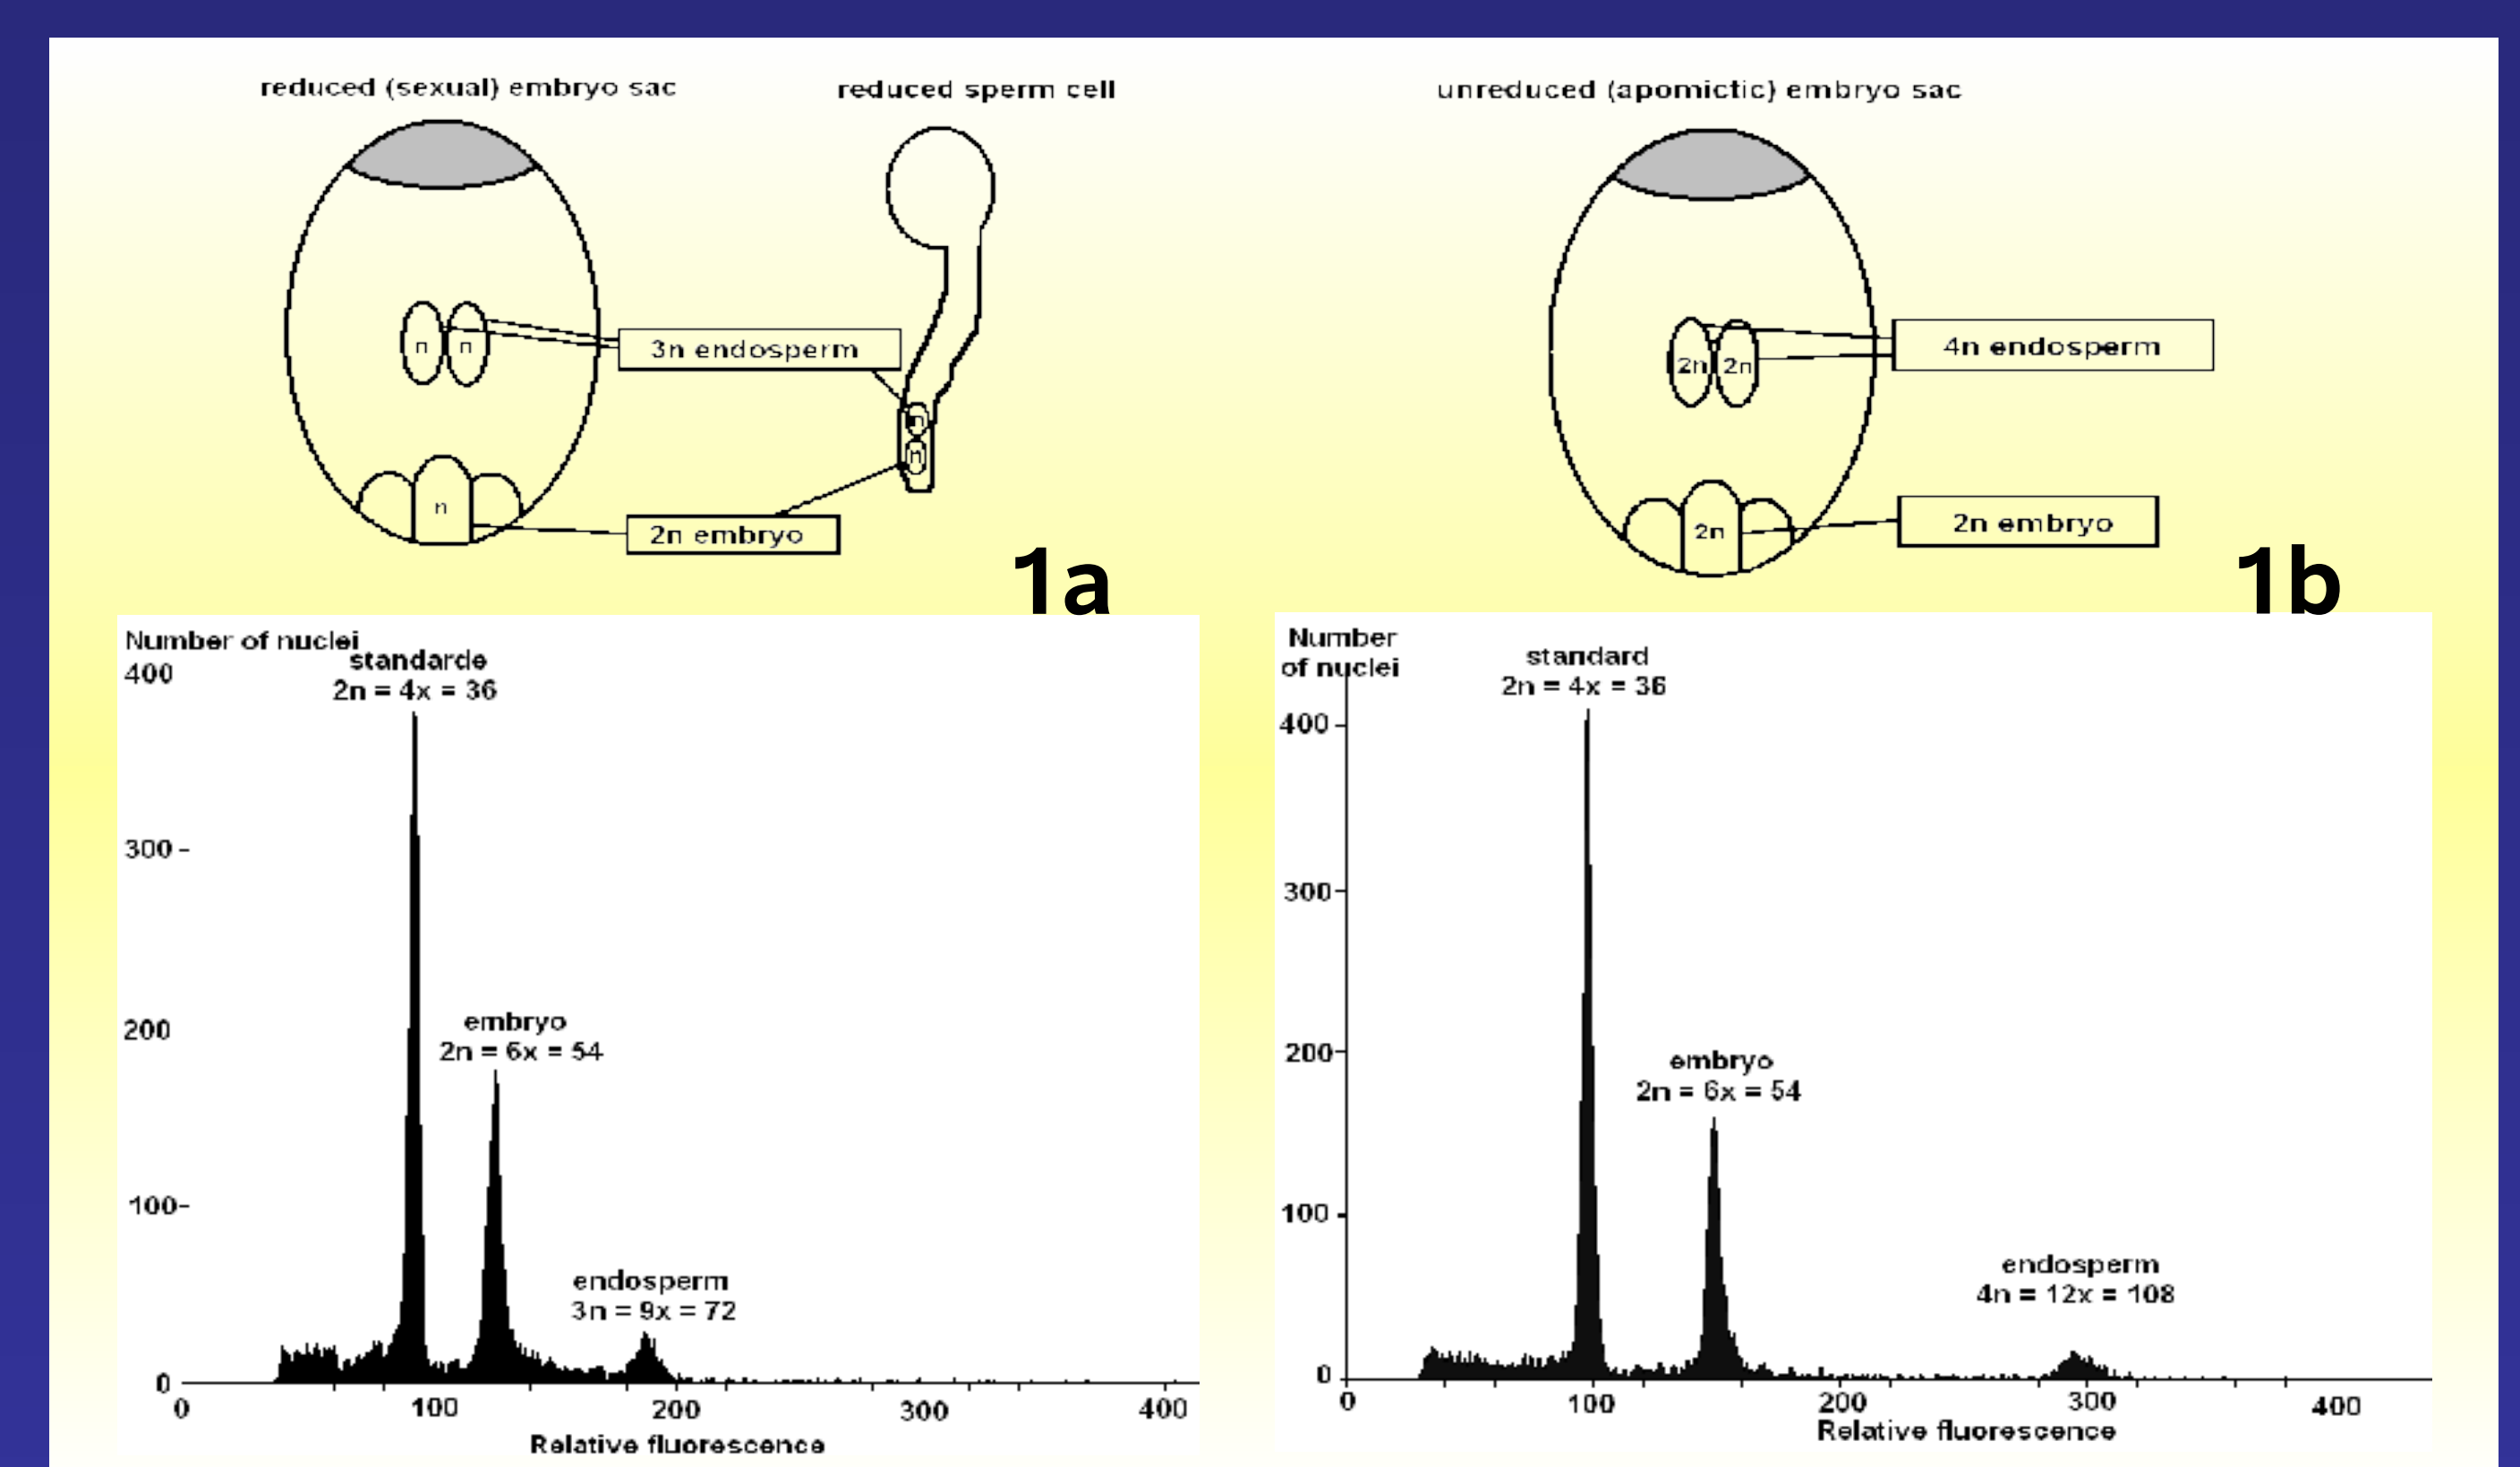 reduced (sexual) embryo sac
reduced sperm cell
n n
3n endosperm
n
n
n
2n embryo
1a
unreduced (apomictic) embryo sac
2n 2n
4n endosperm
2n
2n embryo
1b
Number of nuclei
standarde
400
2n = 4x = 36
300
embryo
200
2n = 6x = 54
100
endosperm
3n = 9x = 72
0
0 100 200 300 400
Relative fluorescence
Number
of nuclei
standard
2n = 4x = 36
400
300
200
embryo
2n = 6x = 54
100
endosperm
4n = 12x = 108
0
0 100 200 300 400
Relative fluorescence